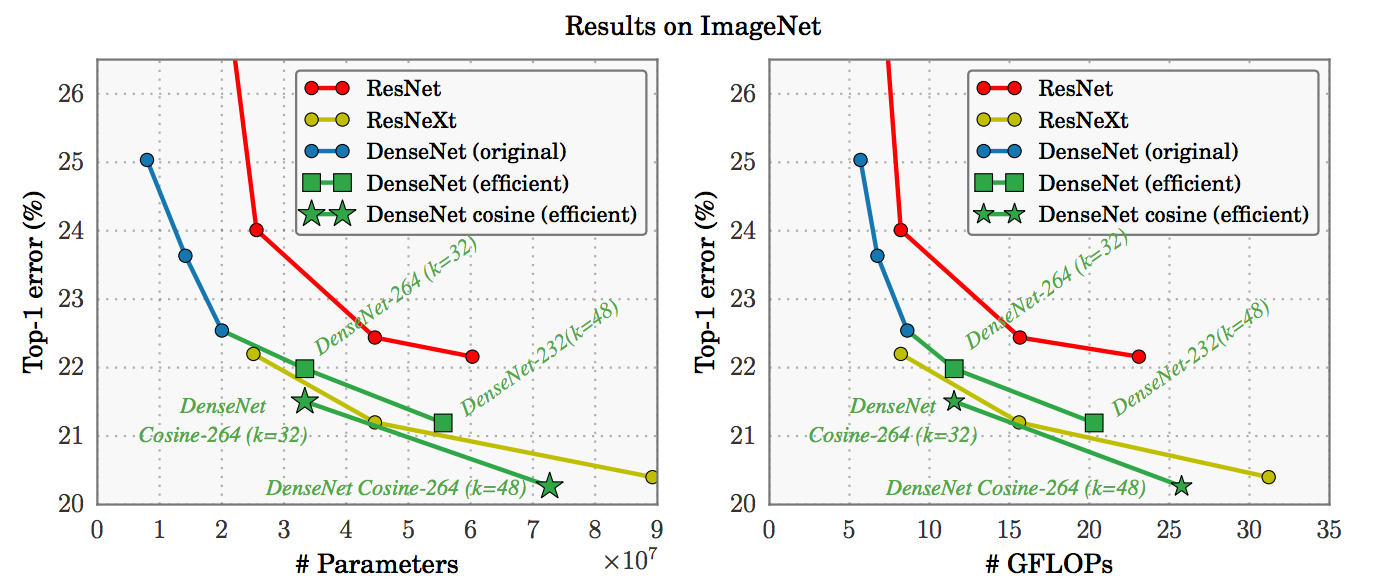 Results on ImageNet
Top-1 error (%)
26
25
24
23
22
21
20
ResNet
ResNeXt
DenseNet (original)
DenseNet (efficient)
DenseNet cosine (efficient)
DenseNet-264 (k=32)
DenseNet-232(k=48)
DenseNet
Cosine-264 (k=32)
DenseNet Cosine-264 (k=48)
0 1 2 3 4 5 6 7 8 9
# Parameters
×10⁷
Top-1 error (%)
26
25
24
23
22
21
20
ResNet
ResNeXt
DenseNet (original)
DenseNet (efficient)
DenseNet cosine (efficient)
DenseNet-264 (k=32)
DenseNet-232(k=48)
DenseNet
Cosine-264 (k=32)
DenseNet Cosine-264 (k=48)
0 5 10 15 20 25 30 35
# GFLOPs